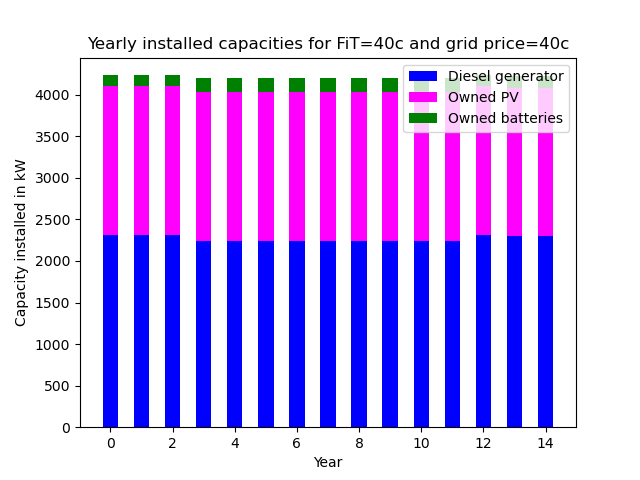 Yearly installed capacities for FiT=40c and grid price=40c
Diesel generator
Owned PV
Owned batteries
Capacity installed in kW
4000
3500
3000
2500
2000
1500
1000
500
0
0 2 4 6 8 10 12 14
Year